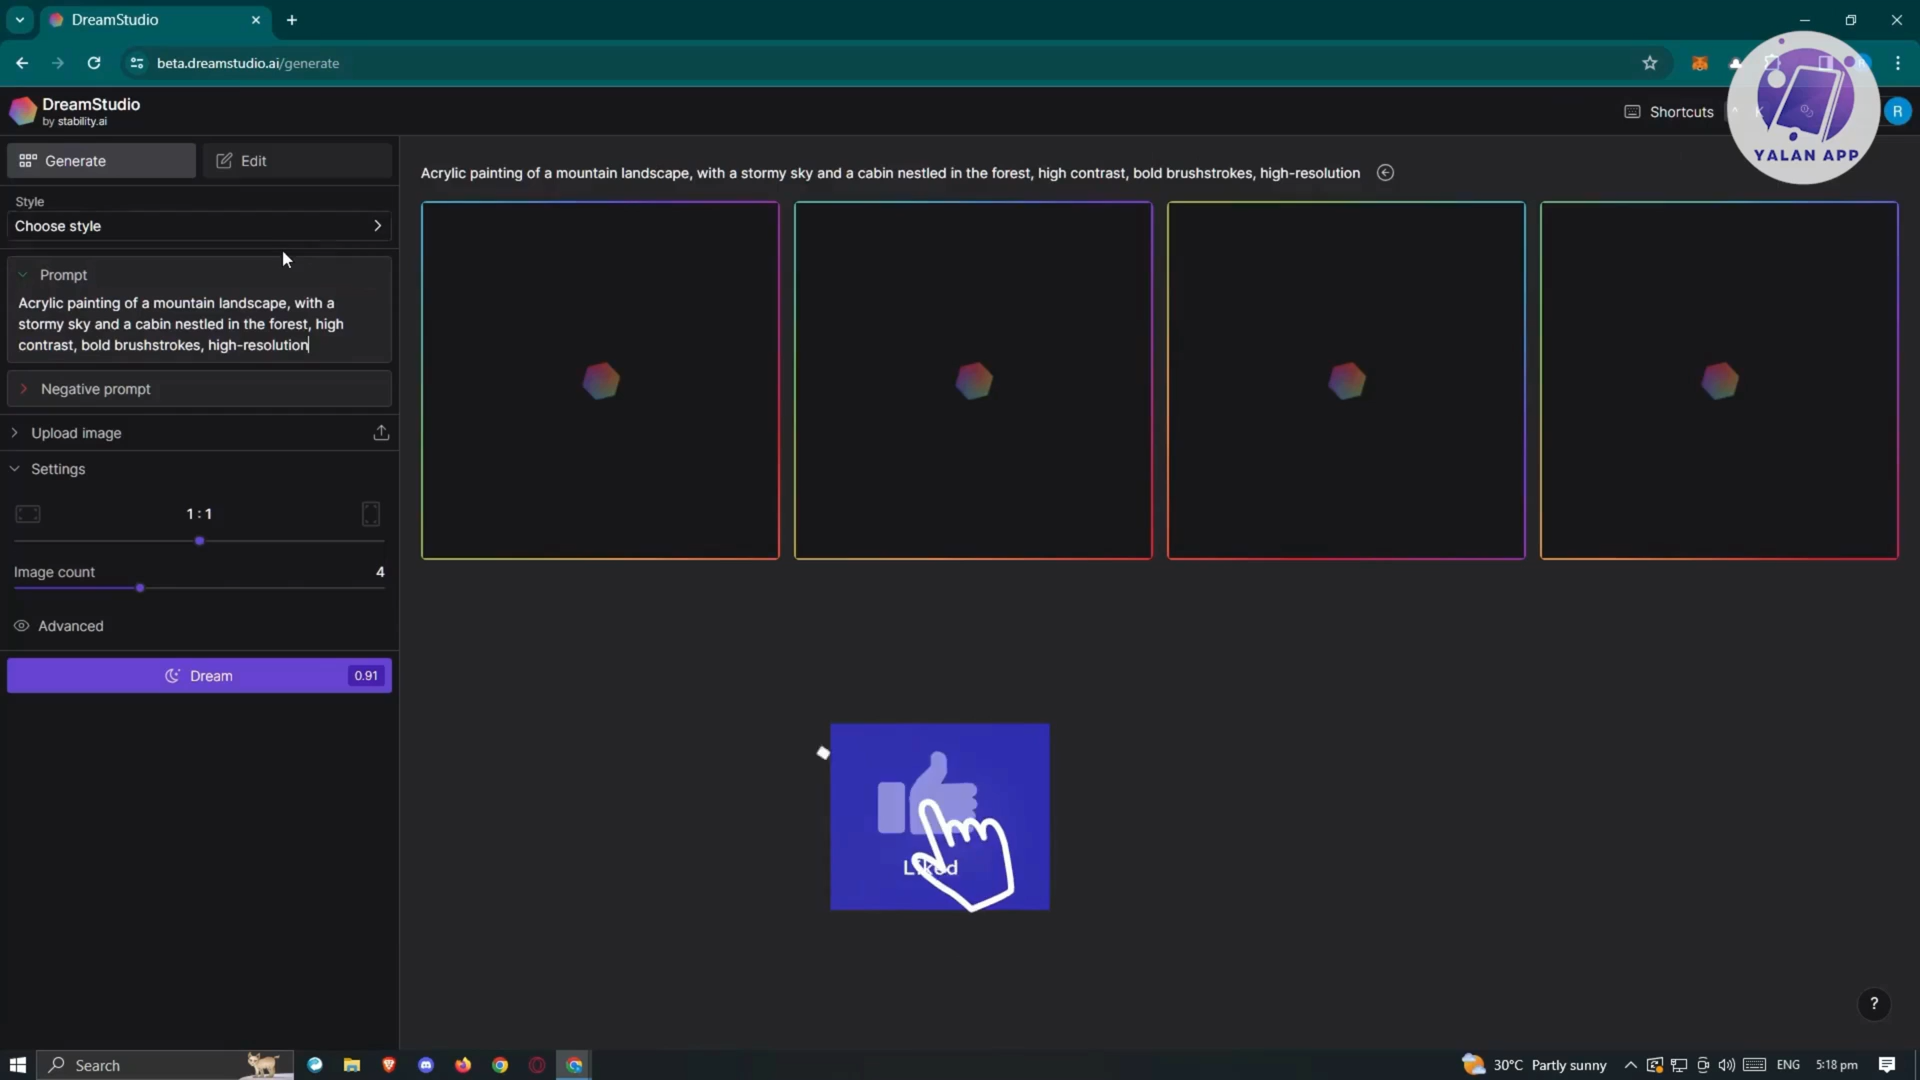 DreamStudio
beta.dreamstudio.ai/generate
DreamStudio
by stability.ai
Shortcuts
K
R
YALAN APP
Generate
Edit
Style
Choose style
Prompt
Acrylic painting of a mountain landscape, with a
stormy sky and a cabin nestled in the forest, high
contrast, bold brushstrokes, high-resolution
Negative prompt
Upload image
Settings
1 : 1
Image count
4
Advanced
Dream
0.91
Acrylic painting of a mountain landscape, with a stormy sky and a cabin nestled in the forest, high contrast, bold brushstrokes, high-resolution
Liked
?
Search
30°C Partly sunny
ENG
5:18 pm